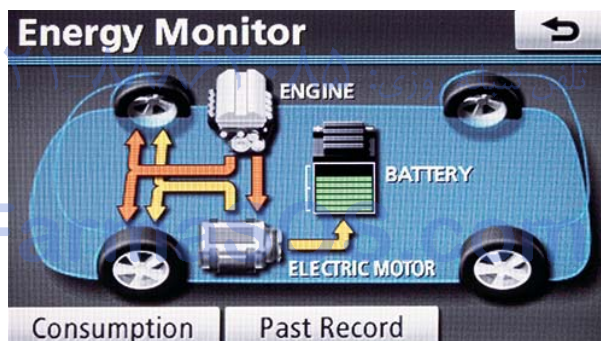 Energy Monitor
ENGINE
BATTERY
ELECTRIC MOTOR
Consumption
Past Record